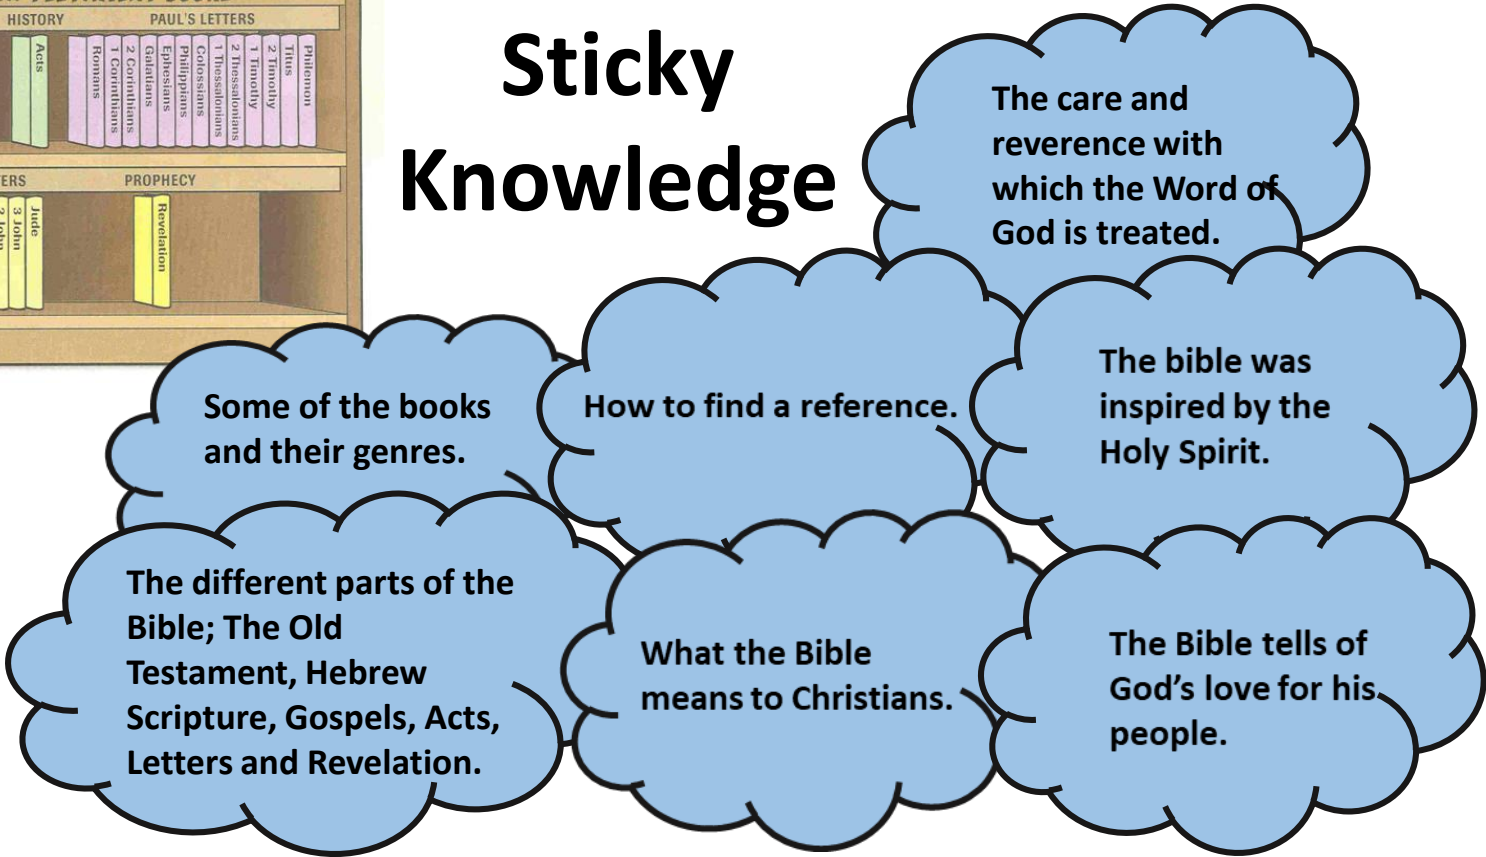 HISTORY
PAUL'S LETTERS
Acts
Romans
1 Corinthians
2 Corinthians
Galatians
Ephesians
Philippians
Colossians
1 Thessalonians
2 Thessalonians
1 Timothy
2 Timothy
Titus
Philemon
PROPHECY
3 John
Jude
Revelation
Sticky
Knowledge
The care and
reverence with
which the Word of
God is treated.
Some of the books
and their genres.
How to find a reference.
The bible was
inspired by the
Holy Spirit.
The different parts of the
Bible; The Old
Testament, Hebrew
Scripture, Gospels, Acts,
Letters and Revelation.
What the Bible
means to Christians.
The Bible tells of
God’s love for his
people.